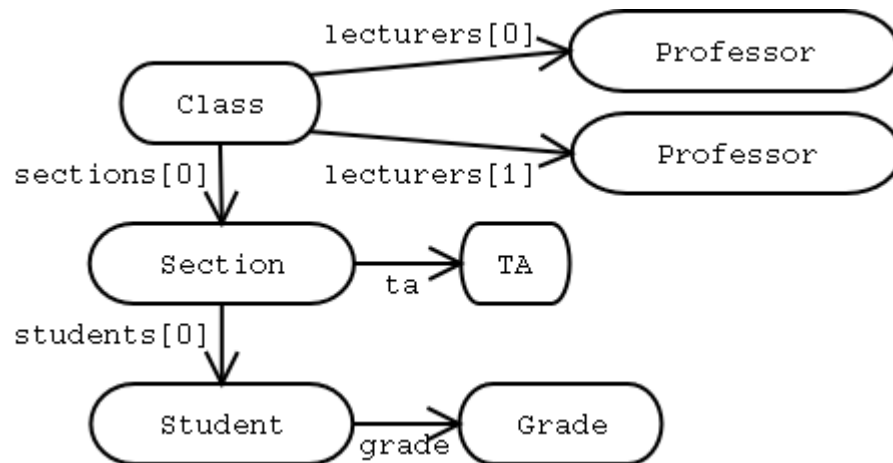 lecturers[0]
Professor
Class
Professor
sections[0]
lecturers[1]
Section
TA
ta
students[0]
Student
Grade
grade